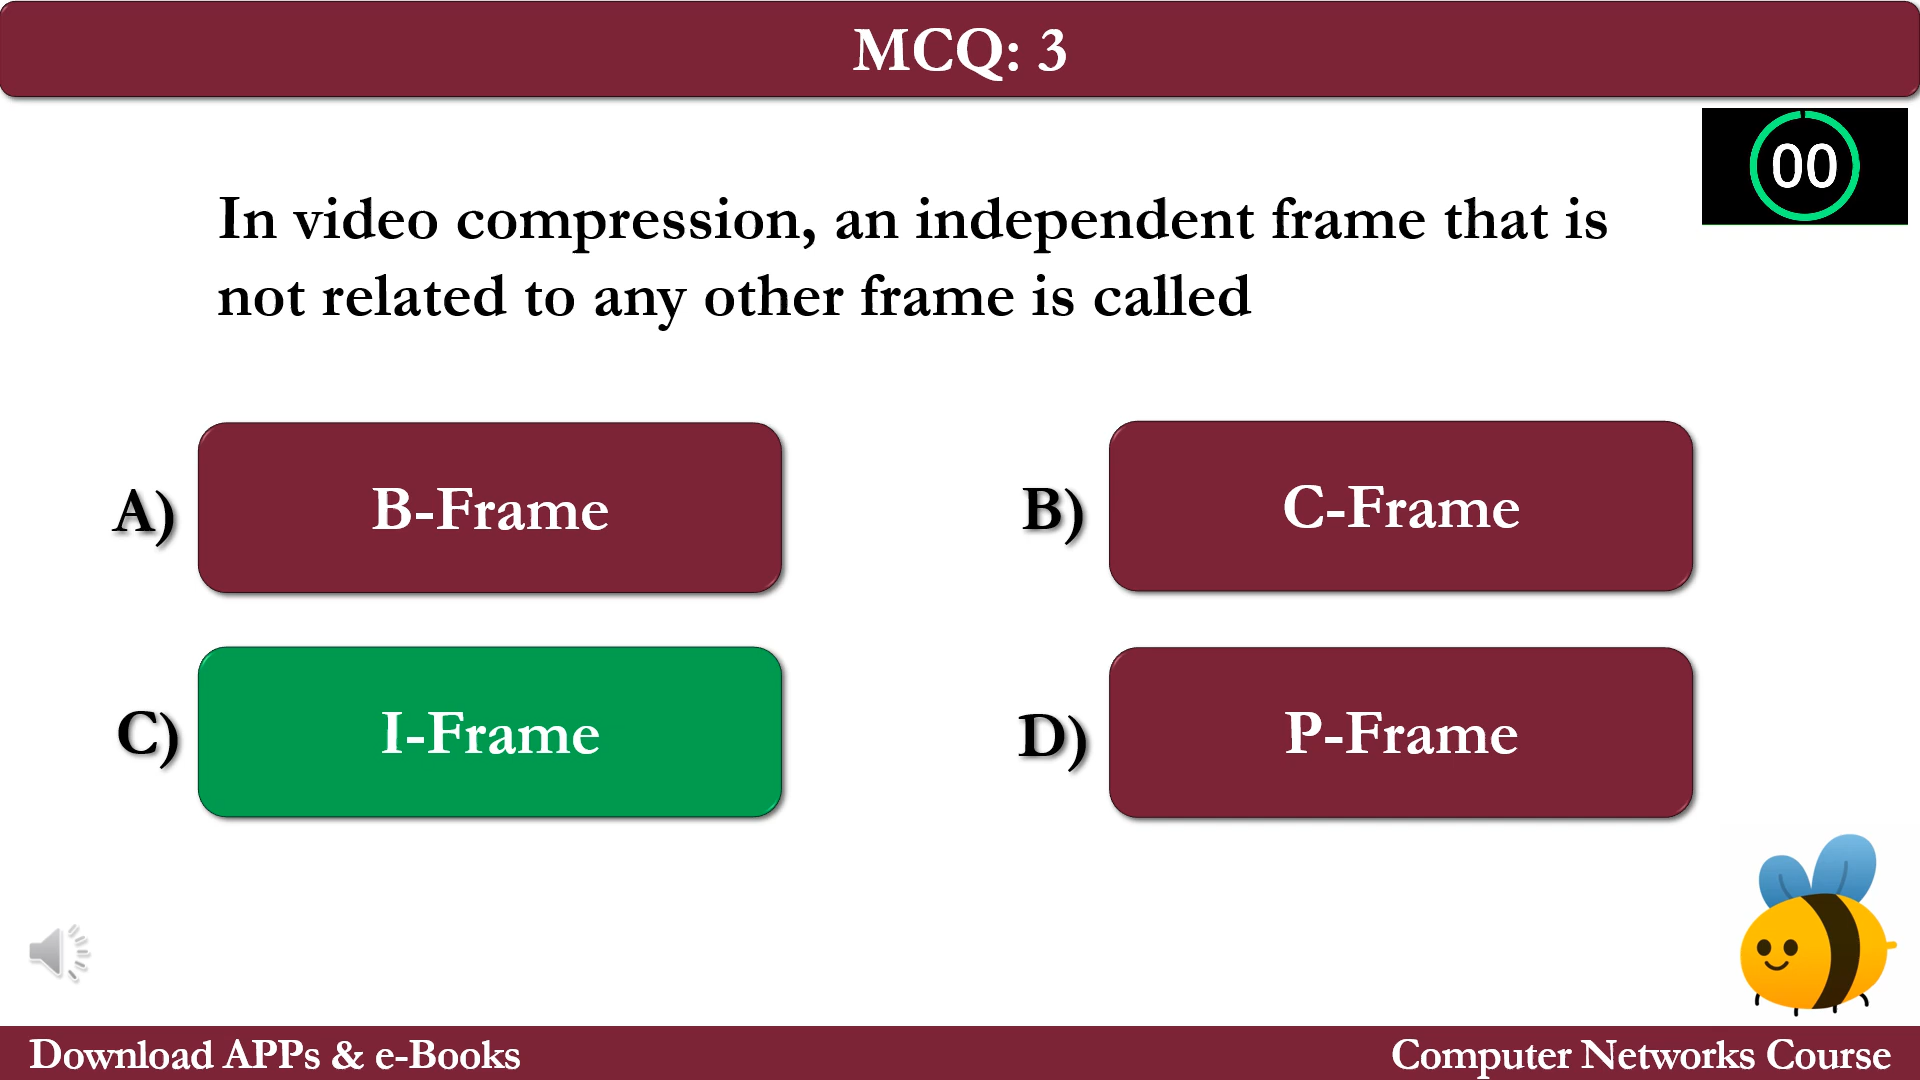 MCQ: 3
00
In video compression, an independent frame that is
not related to any other frame is called
A) B-Frame
B) C-Frame
C) I-Frame
D) P-Frame
Download APPs & e-Books
Computer Networks Course